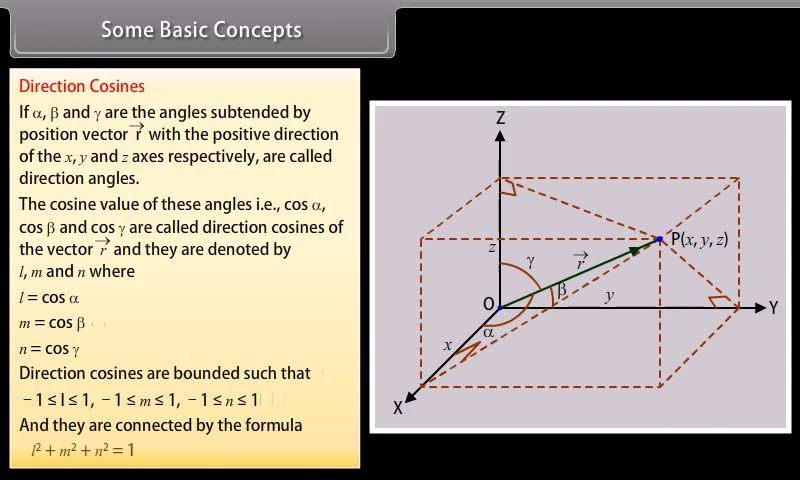 Some Basic Concepts
Direction Cosines
If α, β and γ are the angles subtended by
position vector r⃗ with the positive direction
of the x, y and z axes respectively, are called
direction angles.
The cosine value of these angles i.e., cos α,
cos β and cos γ are called direction cosines of
the vector r⃗ and they are denoted by
l, m and n where
l = cos α
m = cos β
n = cos γ
Direction cosines are bounded such that
−1 ≤ l ≤ 1, −1 ≤ m ≤ 1, −1 ≤ n ≤ 1
And they are connected by the formula
l² + m² + n² = 1
Z
P(x, y, z)
z
γ
r⃗
β
y
O
Y
α
x
X